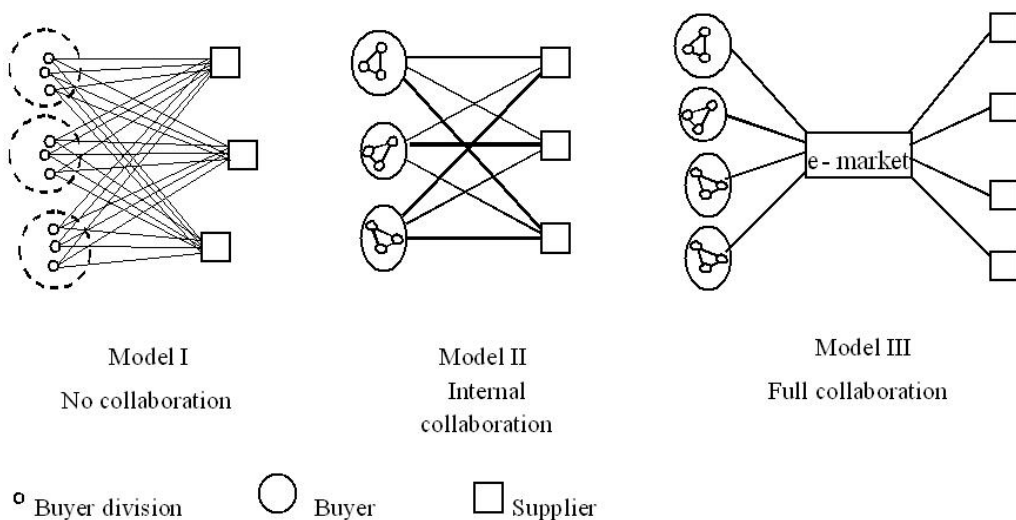 e - market
Model I
No collaboration
Model II
Internal
collaboration
Model III
Full collaboration
Buyer division
Buyer
Supplier